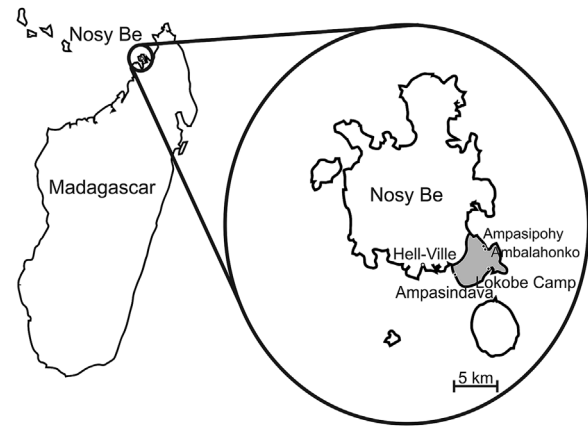 Nosy Be
Madagascar
Nosy Be
Ampasipohy
Hell-Ville
Ambalahonko
Lokobe Camp
Ampasindava
5 km